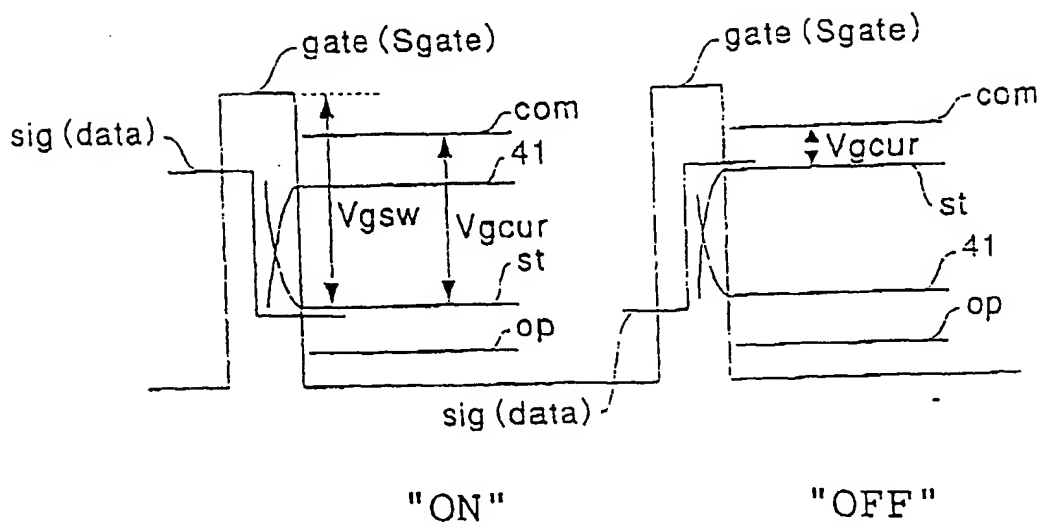 gate (Sgate)
gate (Sgate)
com
com
sig (data)
41
Vgcur
Vgsw
Vgcur
st
st
41
op
op
sig (data)
"ON"
"OFF"